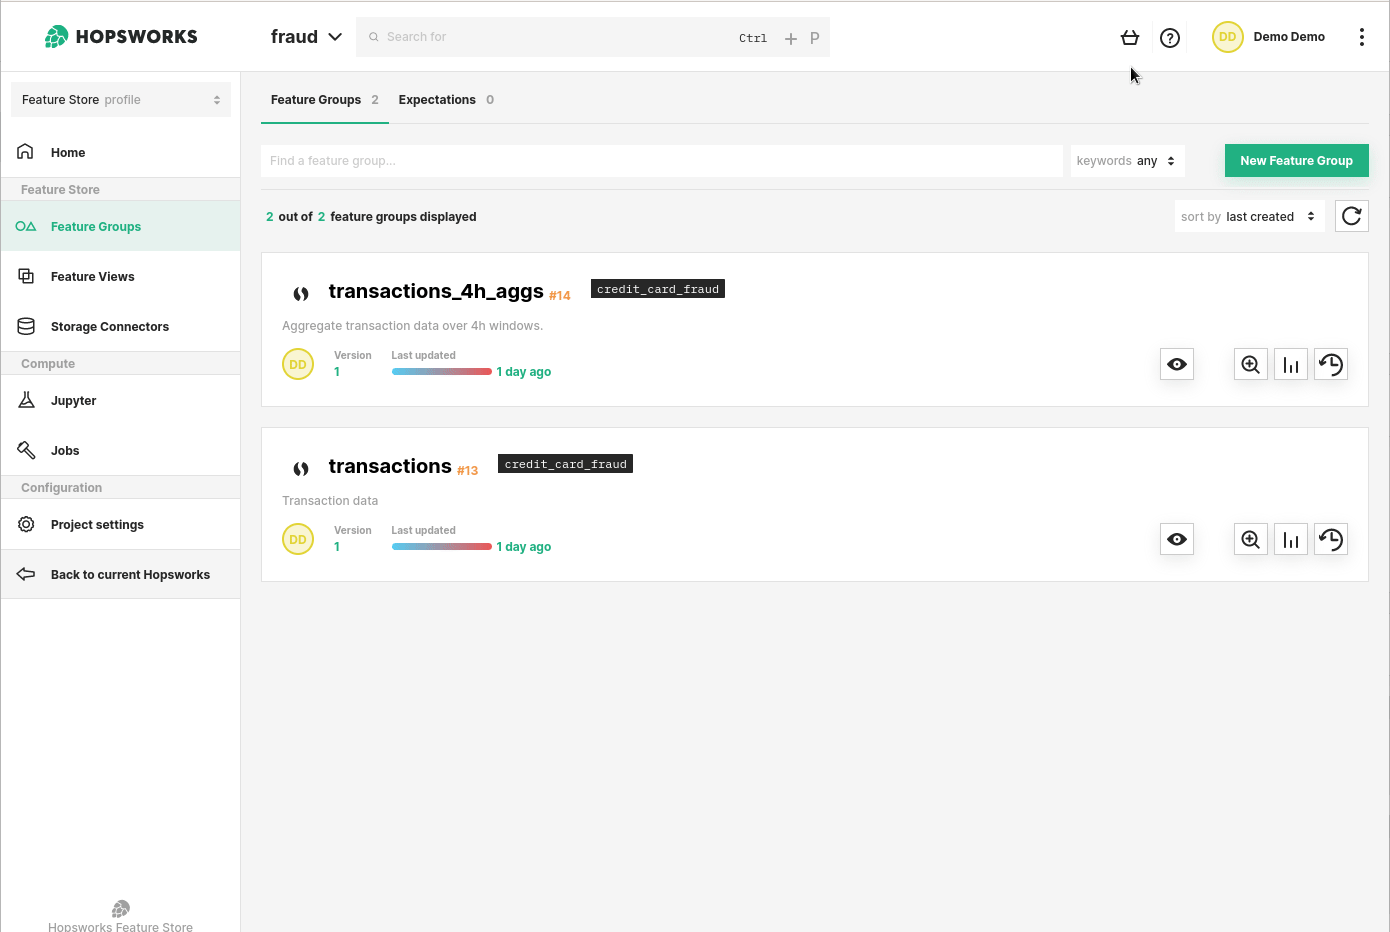 HOPSWORKS
fraud
Search for
Ctrl + P
DD
Demo Demo
Feature Store profile
Home
Feature Store
Feature Groups
Feature Views
Storage Connectors
Compute
Jupyter
Jobs
Configuration
Project settings
Back to current Hopsworks
Hopsworks Feature Store
Feature Groups 2
Expectations 0
Find a feature group...
keywords any
New Feature Group
2 out of 2 feature groups displayed
sort by last created
transactions_4h_aggs #14 credit_card_fraud
Aggregate transaction data over 4h windows.
DD
Version
1
Last updated
1 day ago
transactions #13 credit_card_fraud
Transaction data
DD
Version
1
Last updated
1 day ago